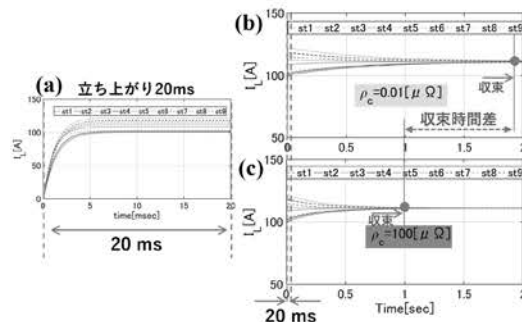 (a)
立ち上がり20ms
150
st1 st2 st3 st4 st5 st6 st7 st8 st9
100
I_L[A]
50
0
0 5 10 15 20
time[msec]
20 ms
(b)
150
st1 st2 st3 st4 st5 st6 st7 st8 st9
I_L[A]
100
ρ_c=0.01[μΩ]
収束
収束時間差
50
0 0.5 1 1.5 2
(c)
150
st1 st2 st3 st4 st5 st6 st7 st8 st9
I_L[A]
100
収束
ρ_c=100[μΩ]
50
0 0.5 1 1.5 2
Time[sec]
20 ms